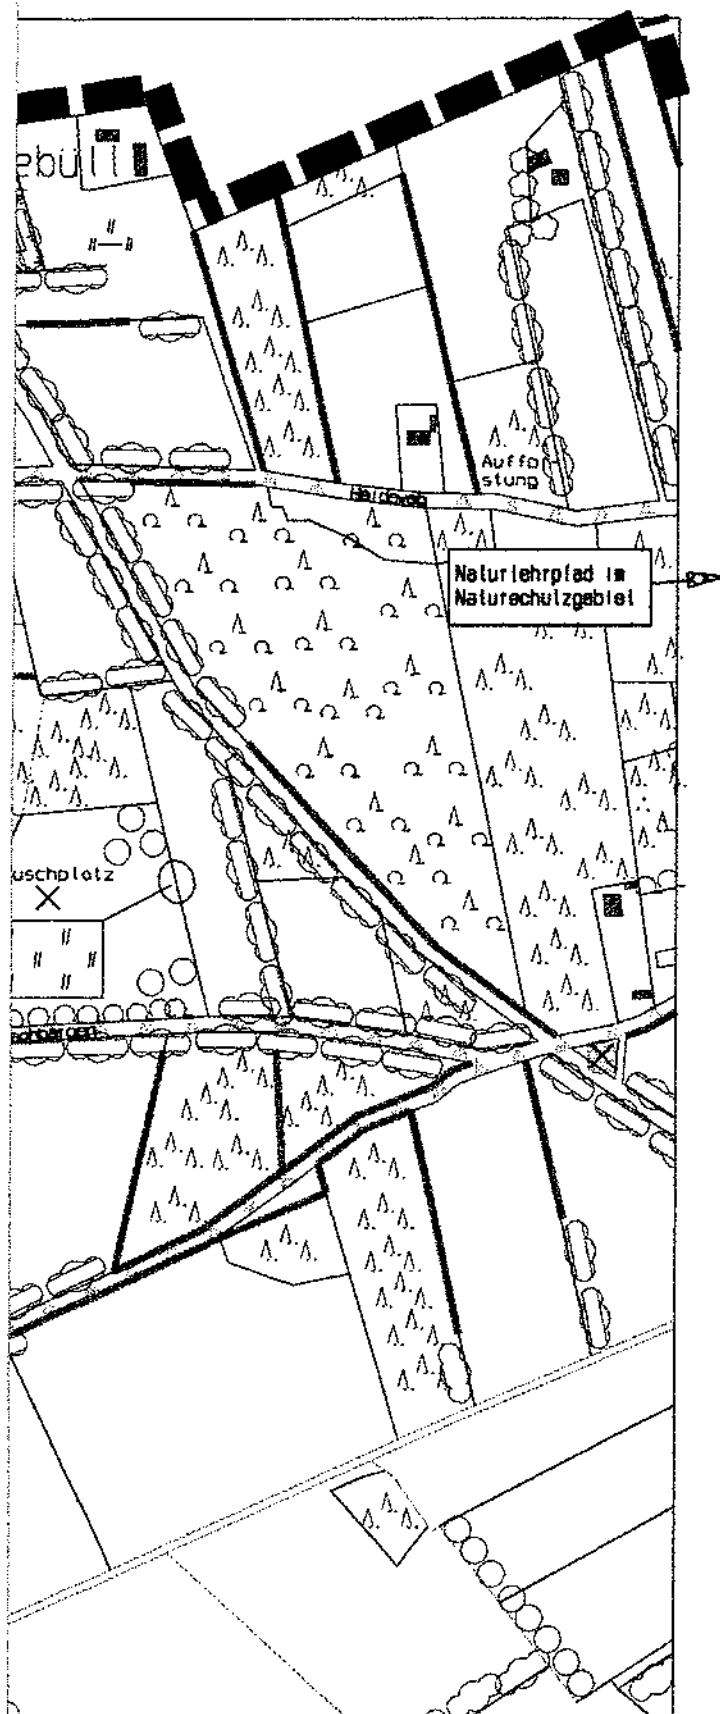 ebüll
Auffo
stung
Heideweg
Naturlehrpfad im
Naturschutzgebiet
uschplatz